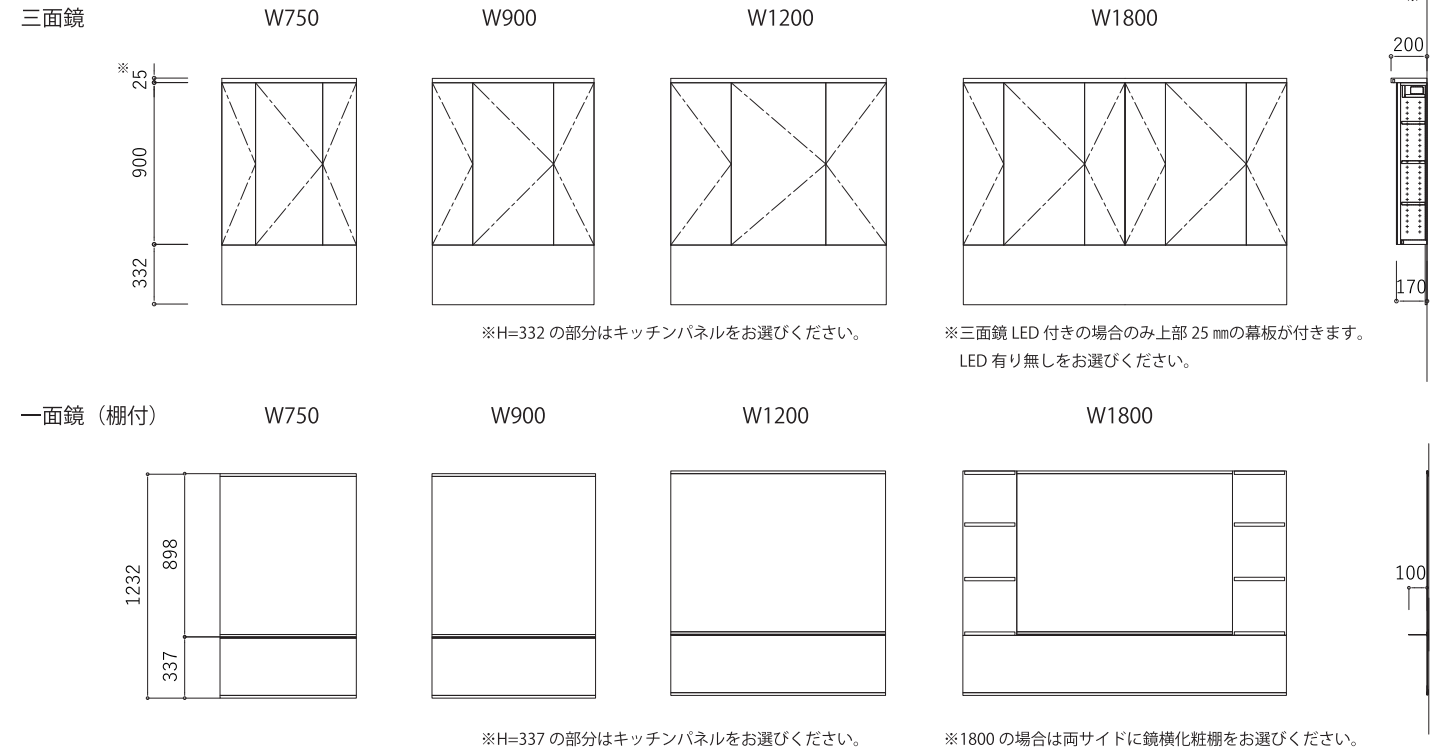 三面鏡 W750 W900 W1200 W1800
※
200
※
25
900
332
170
※H=332 の部分はキッチンパネルをお選びください。
※三面鏡 LED 付きの場合のみ上部 25 ㎜の幕板が付きます。
LED 有り無しをお選びください。
一面鏡（棚付） W750 W900 W1200 W1800
898
1232
337
100
※H=337 の部分はキッチンパネルをお選びください。
※1800 の場合は両サイドに鏡横化粧棚をお選びください。